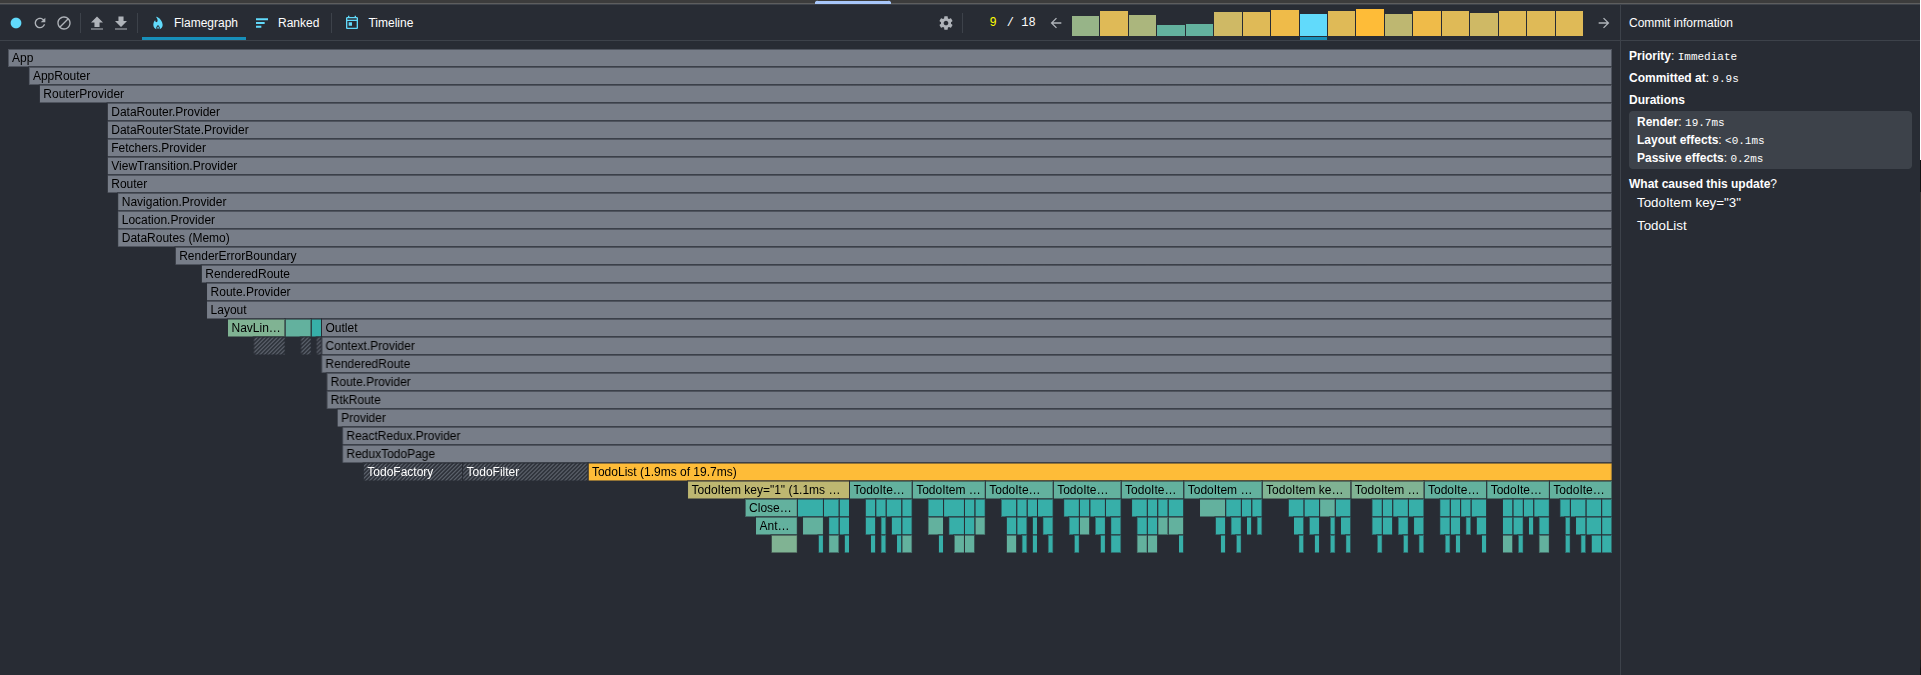 Flamegraph Ranked Timeline 9 / 18 Commit information
App
AppRouter
RouterProvider
DataRouter.Provider
DataRouterState.Provider
Fetchers.Provider
ViewTransition.Provider
Router
Navigation.Provider
Location.Provider
DataRoutes (Memo)
RenderErrorBoundary
RenderedRoute
Route.Provider
Layout
NavLin… Outlet
Context.Provider
RenderedRoute
Route.Provider
RtkRoute
Provider
ReactRedux.Provider
ReduxTodoPage
TodoFactory TodoFilter TodoList (1.9ms of 19.7ms)
TodoItem key="1" (1.1ms … TodoIte… TodoItem … TodoIte… TodoIte… TodoIte… TodoItem … TodoItem ke… TodoItem … TodoIte… TodoIte… TodoIte…
Close…
Ant…
Priority: Immediate
Committed at: 9.9s
Durations
Render: 19.7ms
Layout effects: <0.1ms
Passive effects: 0.2ms
What caused this update?
TodoItem key="3"
TodoList